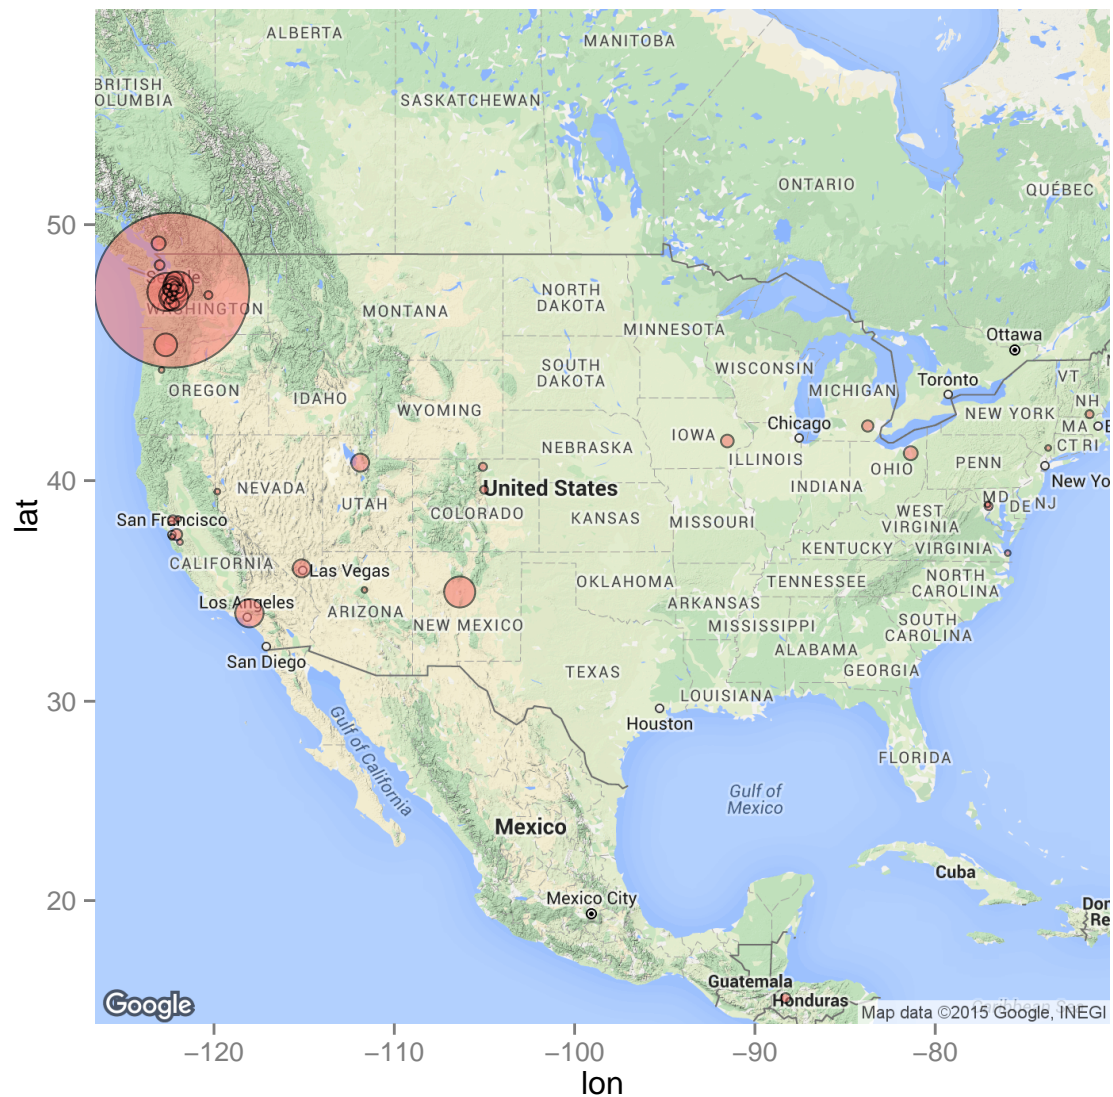 ALBERTA
MANITOBA
BRITISH
OLUMBIA
SASKATCHEWAN
ONTARIO
QUÉBEC
50
WASHINGTON
MONTANA
NORTH
DAKOTA
MINNESOTA
Ottawa
SOUTH
DAKOTA
WISCONSIN
VT
OREGON
IDAHO
WYOMING
MICHIGAN
Toronto
NH
NEW YORK
MA
Chicago
IOWA
NEBRASKA
ILLINOIS
OHIO
PENN
CT RI
40
NEVADA
UTAH
United States
COLORADO
INDIANA
New Yo
MD
DE
NJ
San Francisco
KANSAS
MISSOURI
WEST
VIRGINIA
CALIFORNIA
KENTUCKY
VIRGINIA
Las Vegas
OKLAHOMA
TENNESSEE
NORTH
CAROLINA
Los Angeles
ARIZONA
NEW MEXICO
ARKANSAS
MISSISSIPPI
SOUTH
CAROLINA
San Diego
TEXAS
ALABAMA
GEORGIA
30
LOUISIANA
Houston
Gulf of California
FLORIDA
Gulf of
Mexico
Mexico
Cuba
20
Mexico City
Don
Re
Guatemala
Honduras
Google
Map data ©2015 Google, INEGI
−120
−110
−100
−90
−80
lon
lat